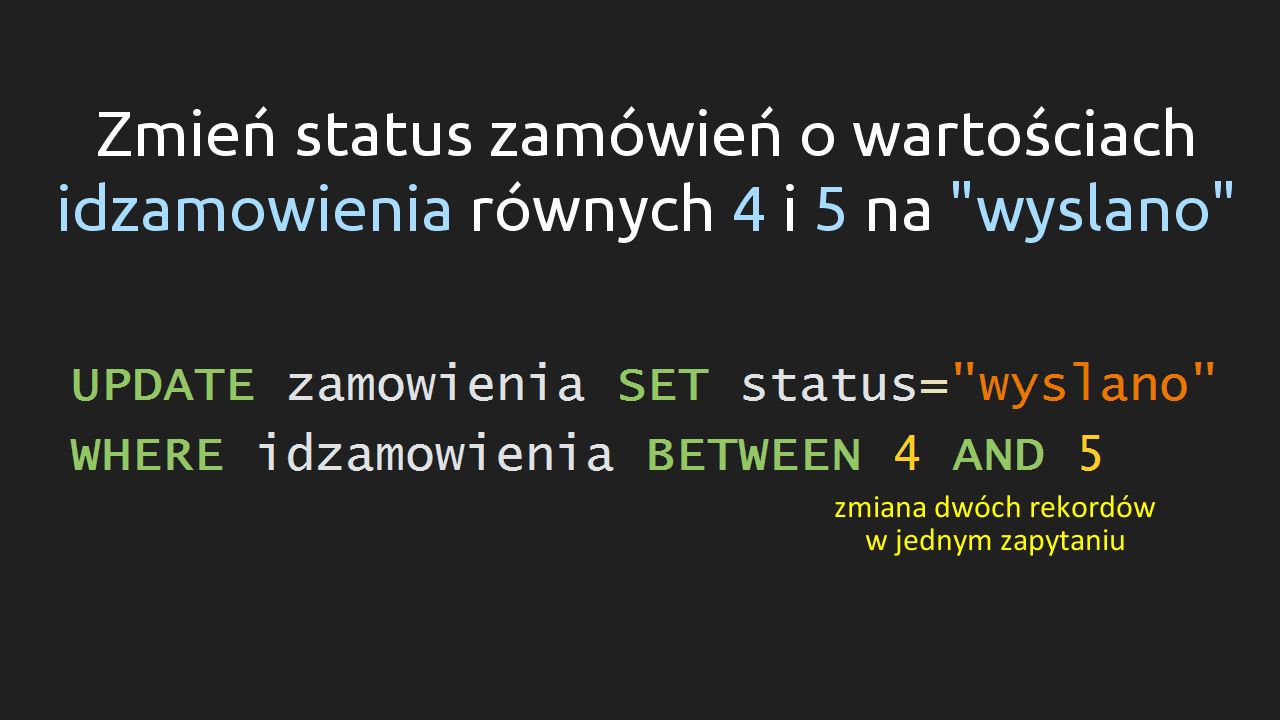 Zmień status zamówień o wartościach
idzamowienia równych 4 i 5 na "wyslano"
UPDATE zamowienia SET status="wyslano"
WHERE idzamowienia BETWEEN 4 AND 5
zmiana dwóch rekordów
w jednym zapytaniu